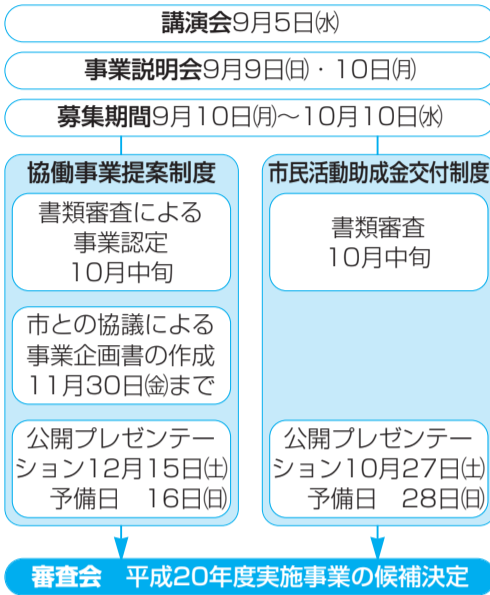 講演会9月5日㈬
事業説明会9月9日㈰・10日㈪
募集期間9月10日㈪〜10月10日㈬
協働事業提案制度
書類審査による
事業認定
10月中旬
市との協議による
事業企画書の作成
11月30日㈮まで
公開プレゼンテー
ション12月15日㈯
予備日　16日㈰
市民活動助成金交付制度
書類審査
10月中旬
公開プレゼンテー
ション10月27日㈯
予備日　28日㈰
審査会　平成20年度実施事業の候補決定